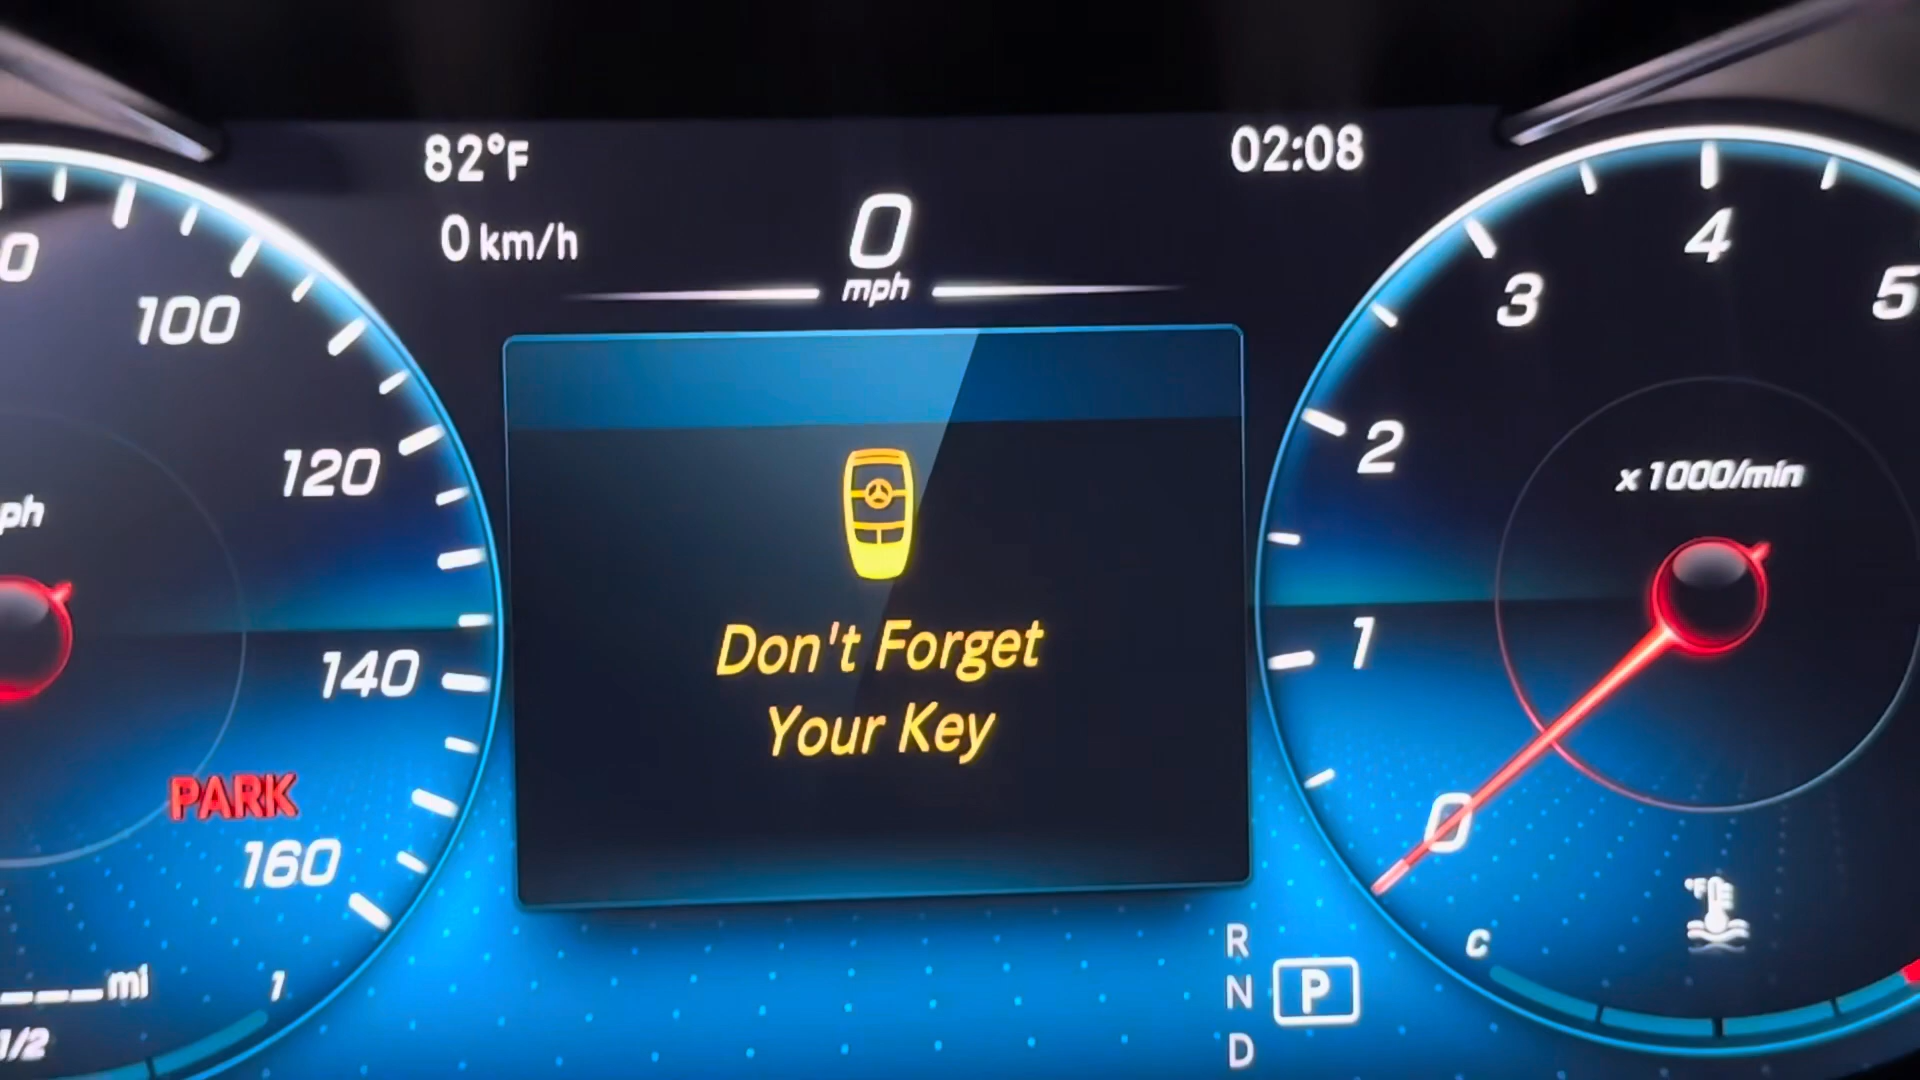 82°F
02:08
0 km/h
0
mph
100
120
140
160
ph
PARK
mi
1
1/2
Don't Forget
Your Key
0
1
2
3
4
5
x 1000/min
°F
C
R
N
P
D